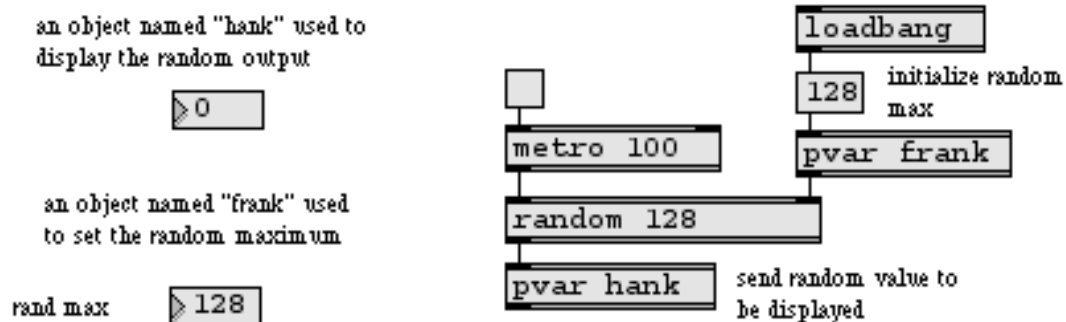 an object named "hank" used to
display the random output
0
an object named "frank" used
to set the random maximum
rand max
128
metro 100
random 128
pvar hank
send random value to
be displayed
loadbang
128
initialize random
max
pvar frank